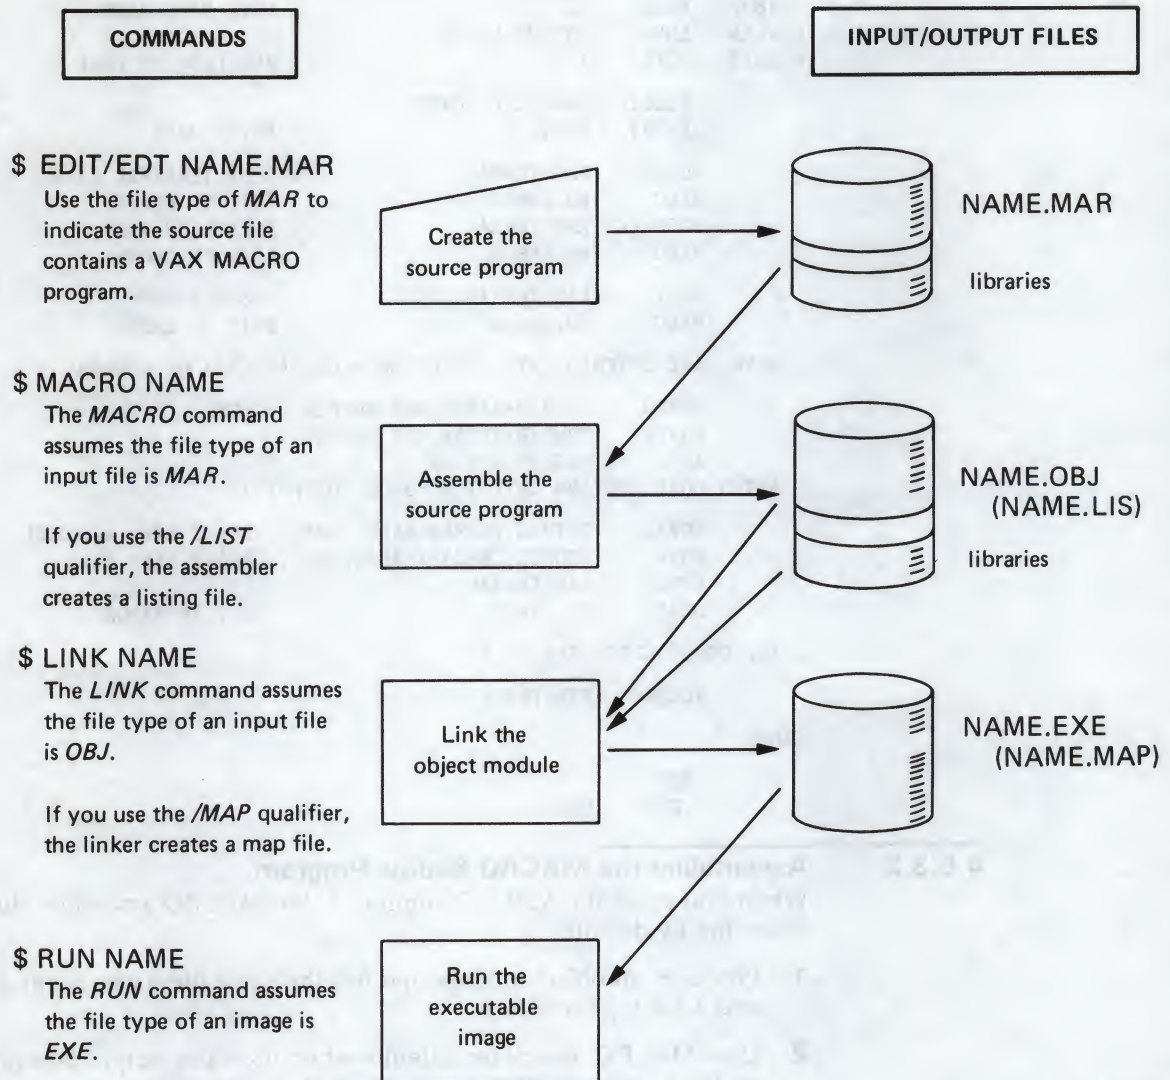 COMMANDS
INPUT/OUTPUT FILES
$ EDIT/EDT NAME.MAR
Use the file type of MAR to
indicate the source file
contains a VAX MACRO
program.
Create the
source program
NAME.MAR
libraries
$ MACRO NAME
The MACRO command
assumes the file type of an
input file is MAR.
If you use the /LIST
qualifier, the assembler
creates a listing file.
Assemble the
source program
NAME.OBJ
(NAME.LIS)
libraries
$ LINK NAME
The LINK command assumes
the file type of an input file
is OBJ.
If you use the /MAP qualifier,
the linker creates a map file.
Link the
object module
NAME.EXE
(NAME.MAP)
$ RUN NAME
The RUN command assumes
the file type of an image is
EXE.
Run the
executable
image